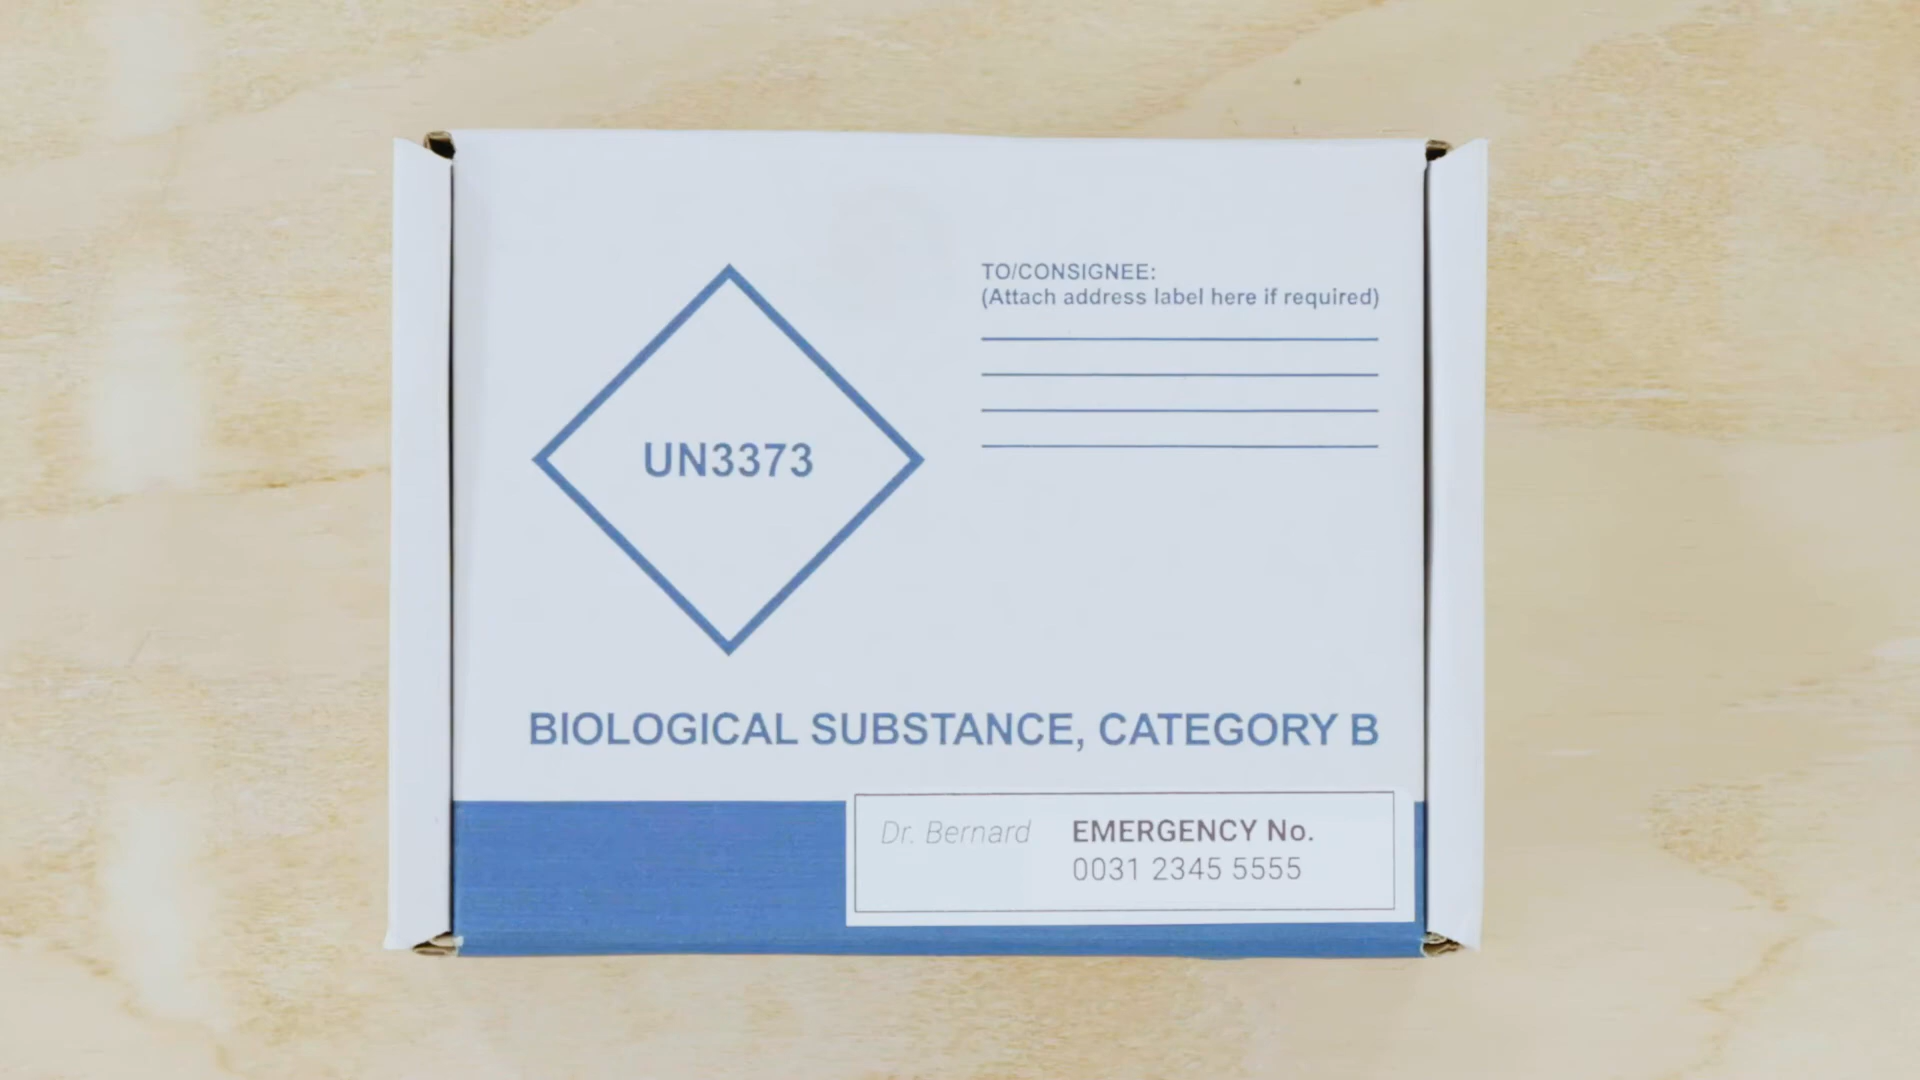 TO/CONSIGNEE:
(Attach address label here if required)
UN3373
BIOLOGICAL SUBSTANCE, CATEGORY B
Dr. Bernard
EMERGENCY No.
0031 2345 5555